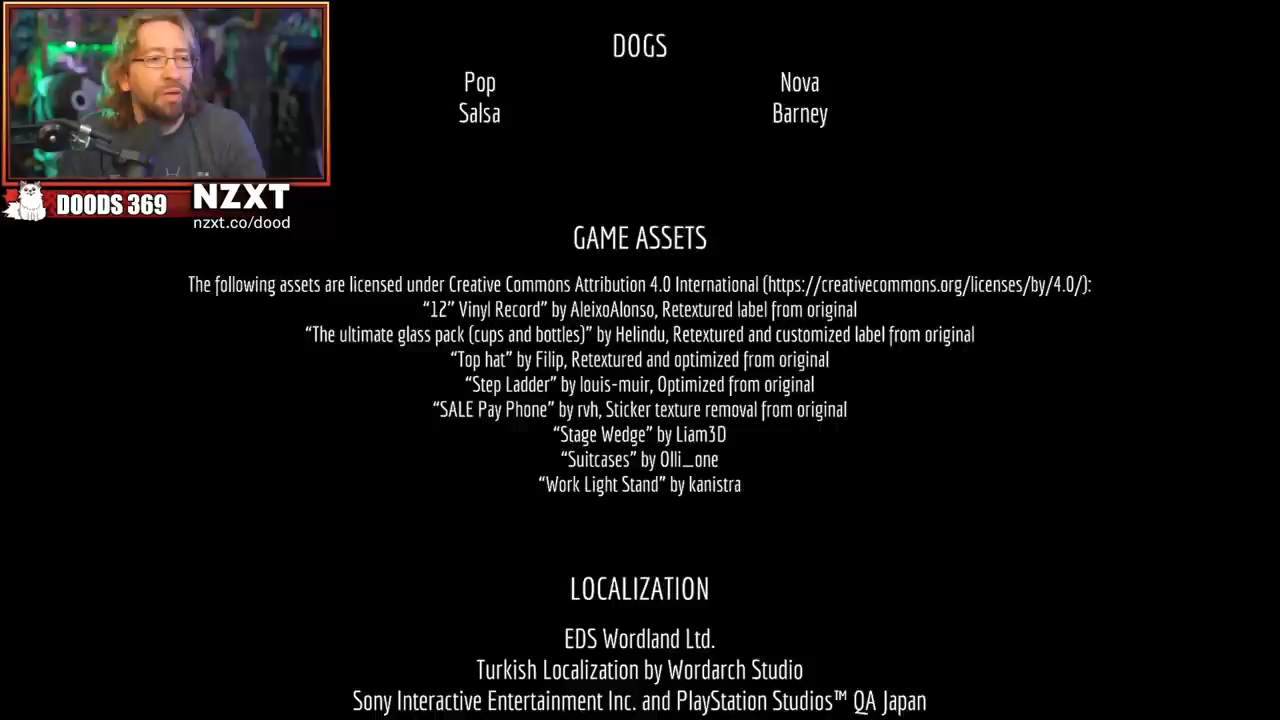 DOGS
Pop
Nova
Salsa
Barney
DOODS 369
NZXT
nzxt.co/dood
GAME ASSETS
The following assets are licensed under Creative Commons Attribution 4.0 International (https://creativecommons.org/licenses/by/4.0/):
“12” Vinyl Record” by AleixoAlonso, Retextured label from original
“The ultimate glass pack (cups and bottles)” by Helindu, Retextured and customized label from original
“Top hat” by Filip, Retextured and optimized from original
“Step Ladder” by louis-muir, Optimized from original
“SALE Pay Phone” by rvh, Sticker texture removal from original
“Stage Wedge” by Liam3D
“Suitcases” by Olli_one
“Work Light Stand” by kanistra
LOCALIZATION
EDS Wordland Ltd.
Turkish Localization by Wordarch Studio
Sony Interactive Entertainment Inc. and PlayStation Studios™ QA Japan